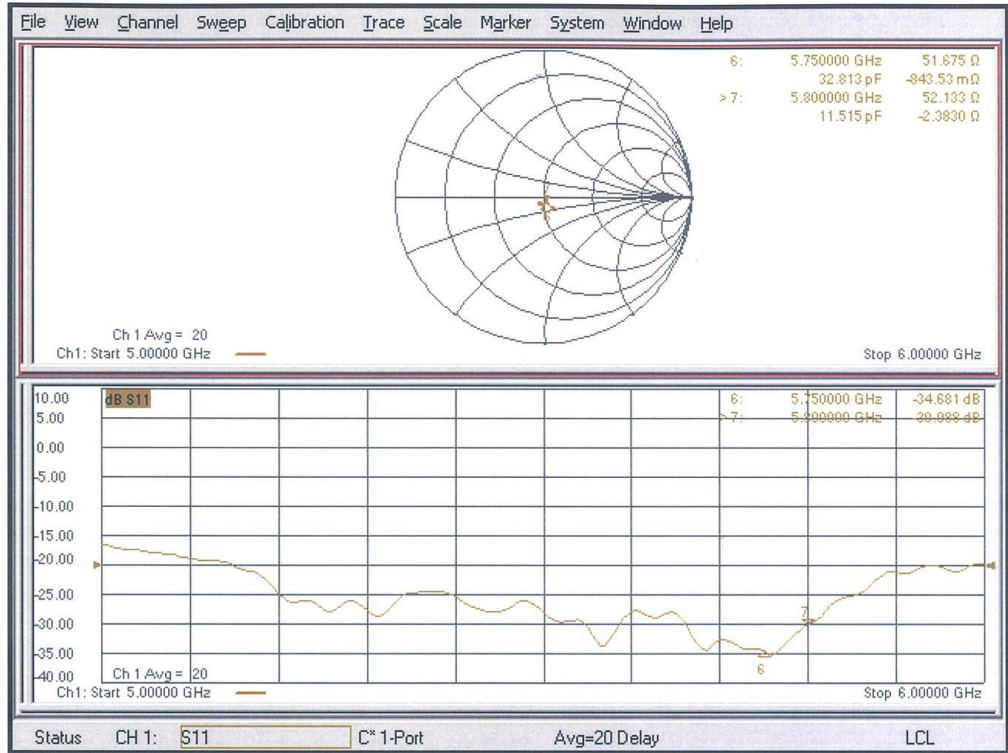 File View Channel Sweep Calibration Trace Scale Marker System Window Help
6: 5.750000 GHz 51.675 Ω
32.813 pF -843.53 mΩ
> 7: 5.800000 GHz 52.133 Ω
11.515 pF -2.3830 Ω
Ch 1 Avg = 20
Ch1: Start 5.00000 GHz Stop 6.00000 GHz
10.00 dB S11 6: 5.750000 GHz -34.681 dB
5.00 > 7: 5.800000 GHz -30.088 dB
0.00
-5.00
-10.00
-15.00
-20.00
-25.00
-30.00 7
-35.00 6
-40.00 Ch 1 Avg = 20
Ch1: Start 5.00000 GHz Stop 6.00000 GHz
Status CH 1: S11 C* 1-Port Avg=20 Delay LCL